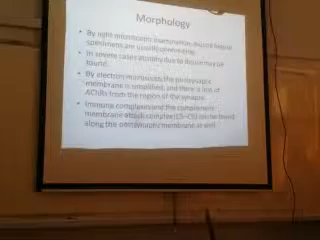 Morphology
• By light microscopic examination, muscle biopsy
specimens are usually unrevealing.
• In severe cases atrophy due to disuse may be
found.
• By electron microscopy, the postsynaptic
membrane is simplified, and there is loss of
AChRs from the region of the synapse.
• Immune complexes and the complement
membrane attack complex (C5–C9) can be found
along the postsynaptic membrane as well